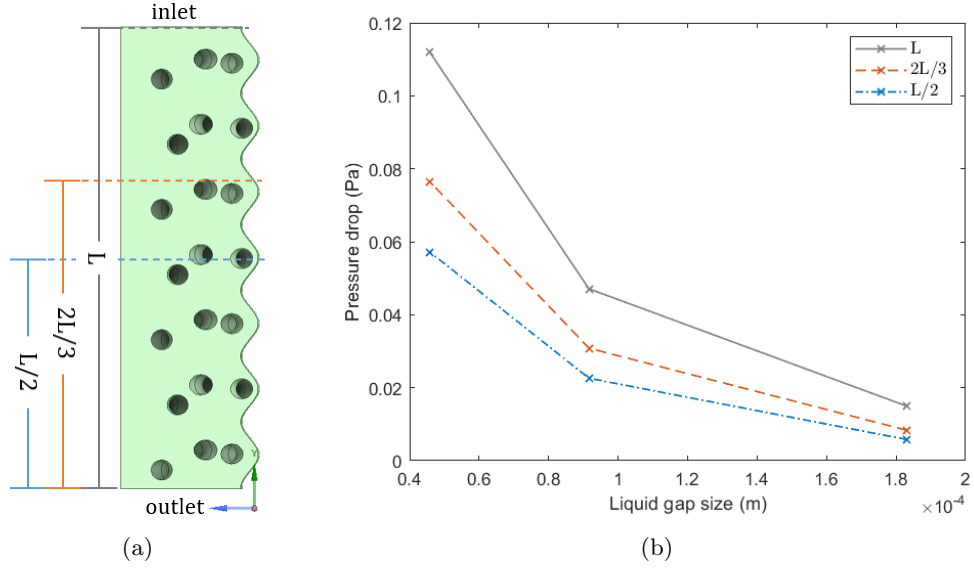 inlet
L
2L/3
L/2
Y
outlet
(a)
0.12
0.1
0.08
0.06
0.04
0.02
0
Pressure drop (Pa)
L
2L/3
L/2
0.4
0.6
0.8
1
1.2
1.4
1.6
1.8
2
Liquid gap size (m)
×10⁻⁴
(b)